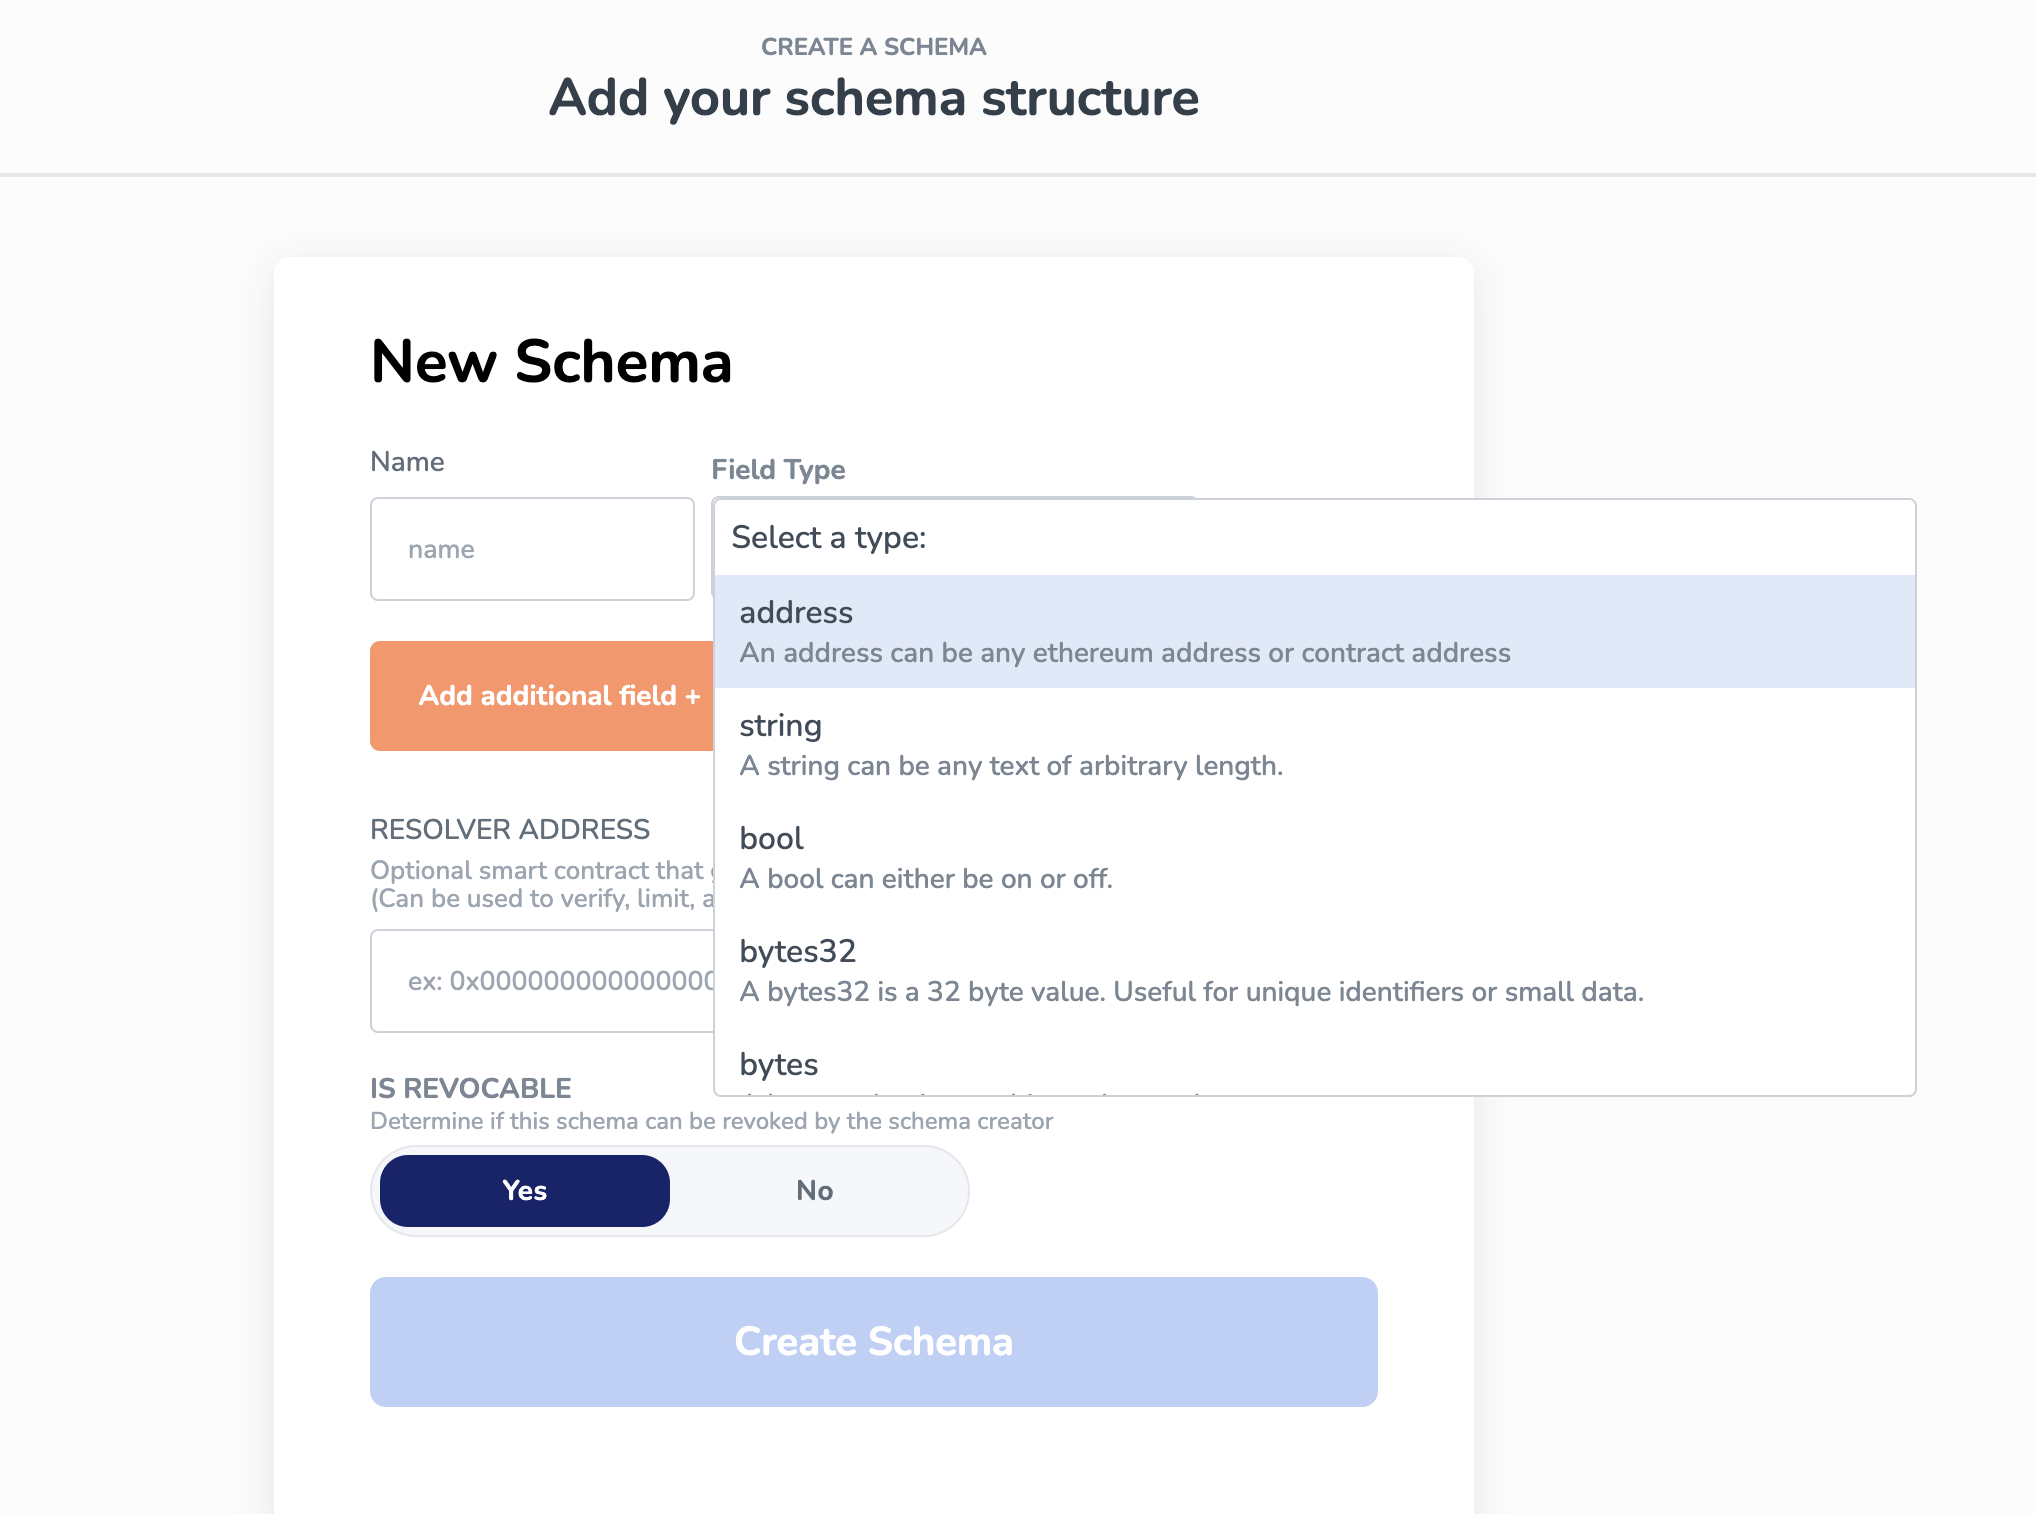 CREATE A SCHEMA
Add your schema structure
New Schema
Name
Field Type
name
Select a type:
address
An address can be any ethereum address or contract address
Add additional field +
string
A string can be any text of arbitrary length.
bool
A bool can either be on or off.
bytes32
A bytes32 is a 32 byte value. Useful for unique identifiers or small data.
bytes
RESOLVER ADDRESS
Optional smart contract that
(Can be used to verify, limit,
ex: 0x000000000000000
IS REVOCABLE
Determine if this schema can be revoked by the schema creator
Yes
No
Create Schema